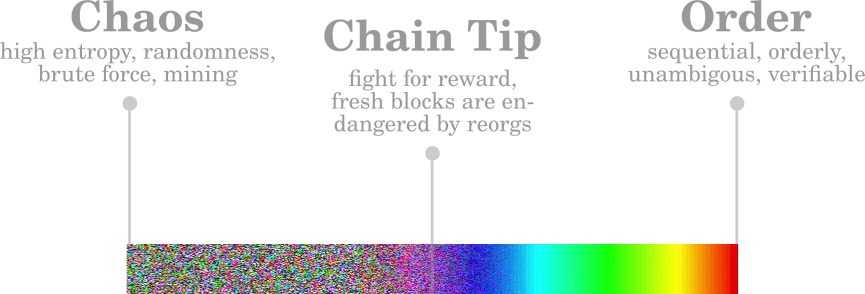 Chaos
high entropy, randomness,
brute force, mining
Chain Tip
fight for reward,
fresh blocks are en-
dangered by reorgs
Order
sequential, orderly,
unambigous, verifiable